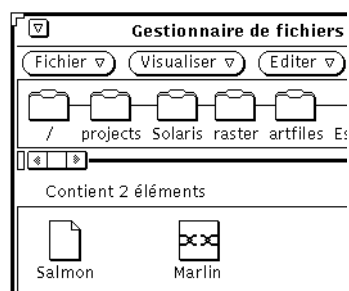 Gestionnaire de fichiers
Fichier Visualiser Editer
/ projects Solaris raster artfiles
Contient 2 éléments
Salmon Marlin